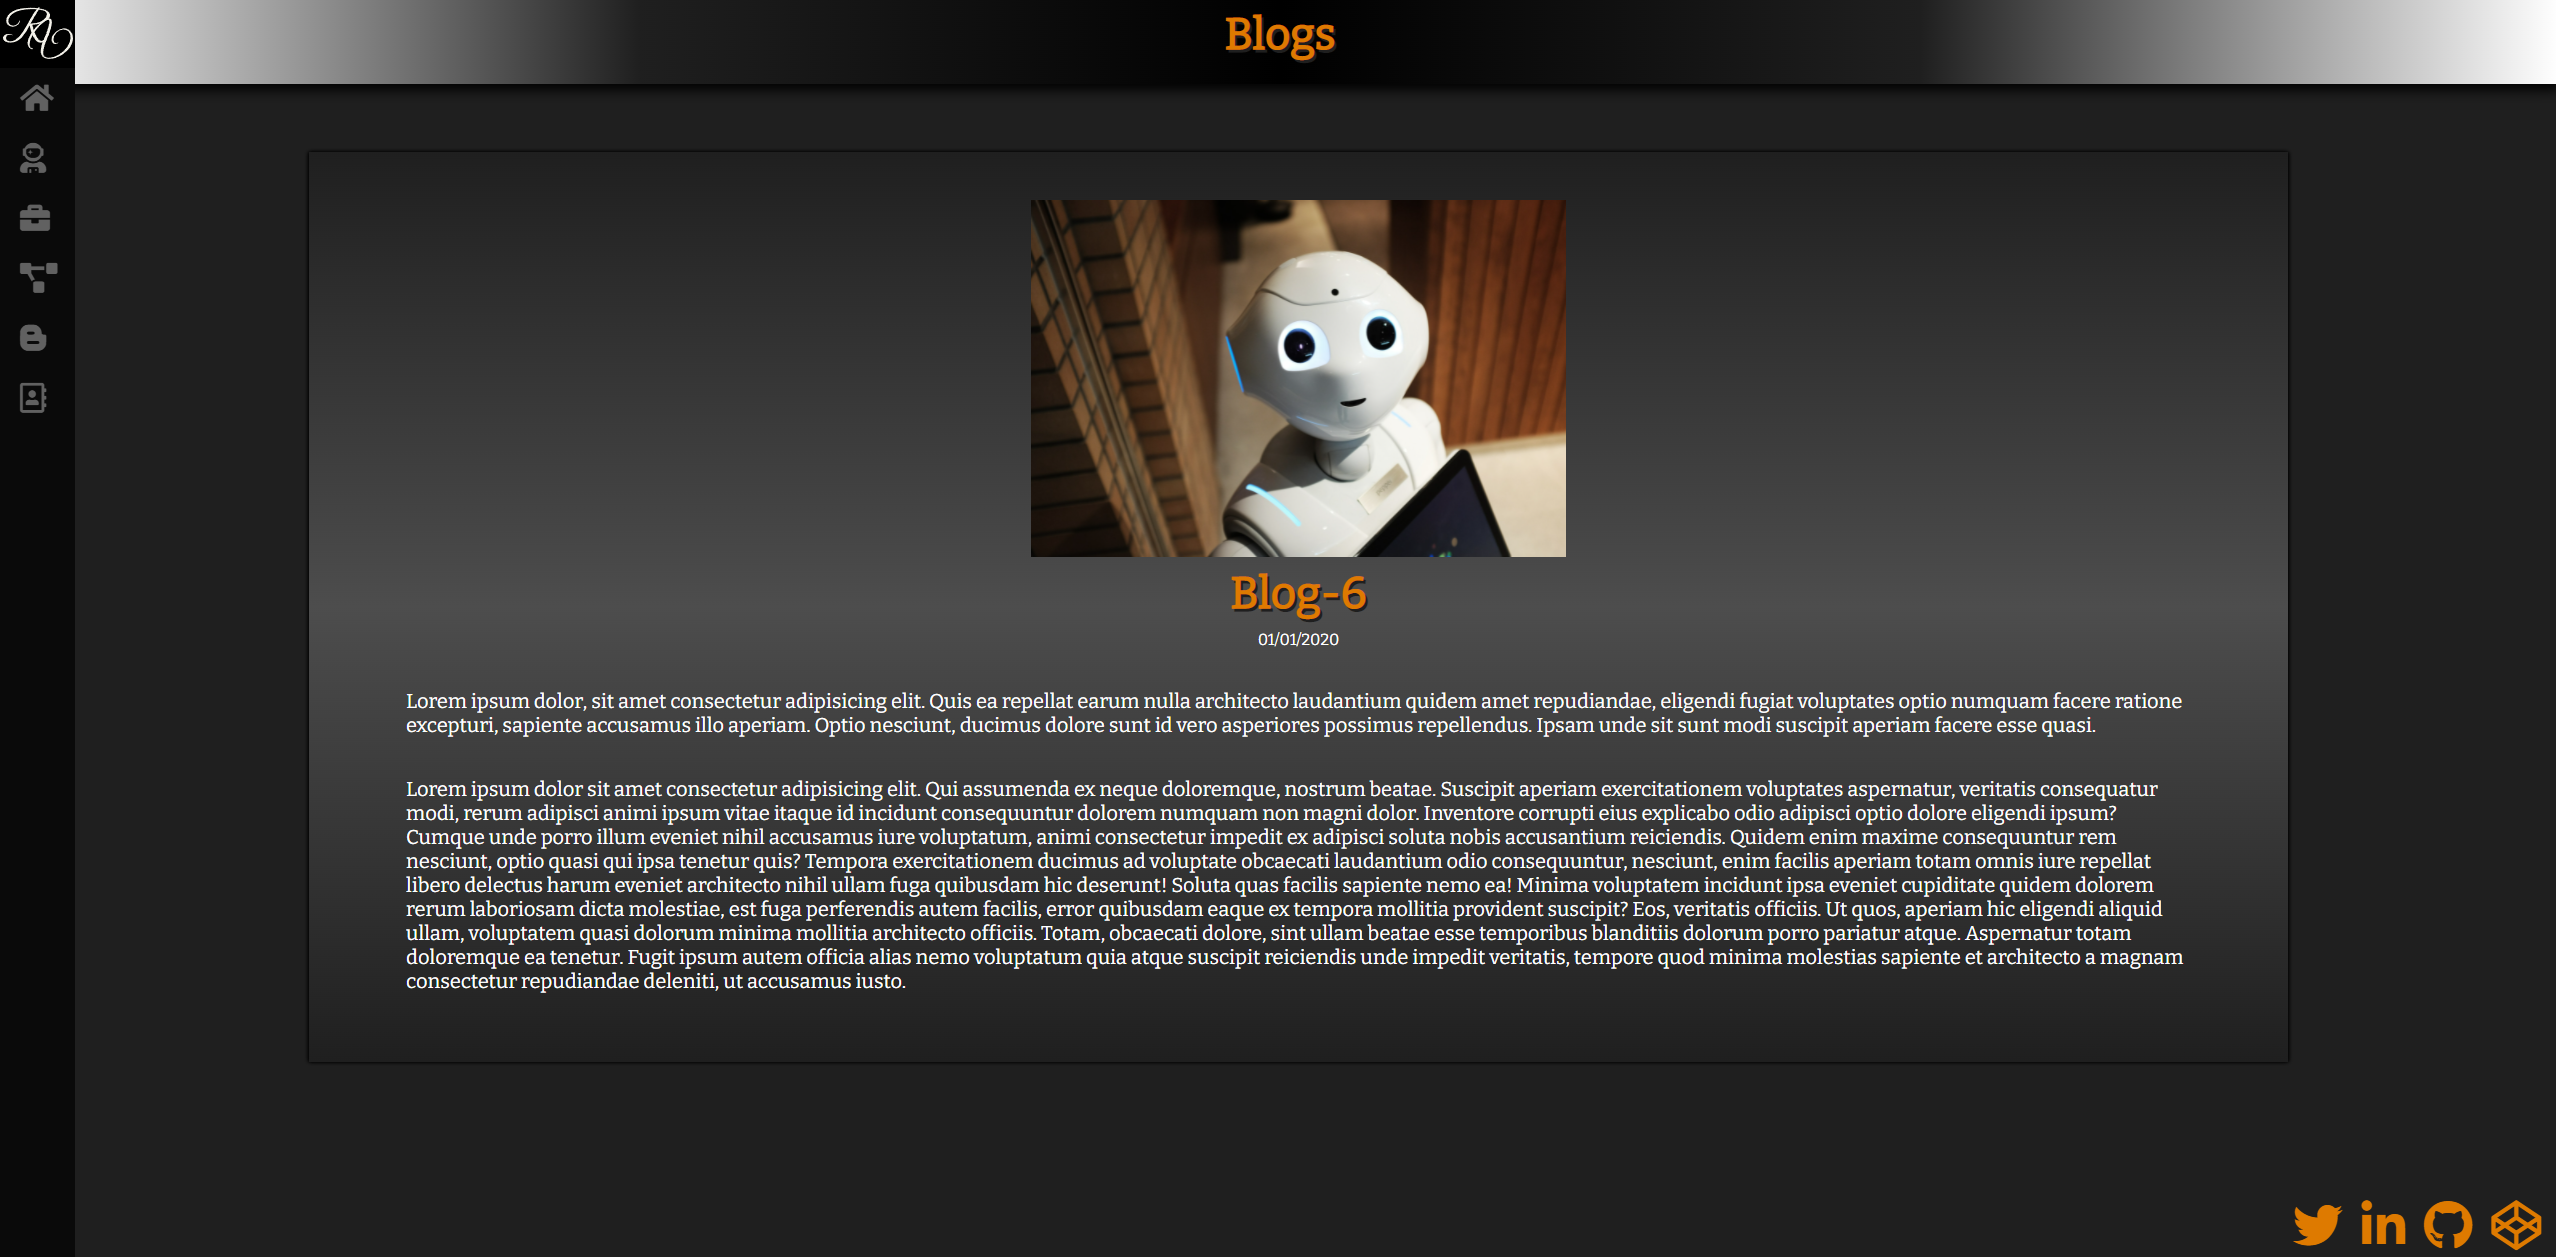 RA
Blogs
Blog-6
01/01/2020
Lorem ipsum dolor, sit amet consectetur adipisicing elit. Quis ea repellat earum nulla architecto laudantium quidem amet repudiandae, eligendi fugiat voluptates optio numquam facere ratione
excepturi, sapiente accusamus illo aperiam. Optio nesciunt, ducimus dolore sunt id vero asperiores possimus repellendus. Ipsam unde sit sunt modi suscipit aperiam facere esse quasi.
Lorem ipsum dolor sit amet consectetur adipisicing elit. Qui assumenda ex neque doloremque, nostrum beatae. Suscipit aperiam exercitationem voluptates aspernatur, veritatis consequatur
modi, rerum adipisci animi ipsum vitae itaque id incidunt consequuntur dolorem numquam non magni dolor. Inventore corrupti eius explicabo odio adipisci optio dolore eligendi ipsum?
Cumque unde porro illum eveniet nihil accusamus iure voluptatum, animi consectetur impedit ex adipisci soluta nobis accusantium reiciendis. Quidem enim maxime consequuntur rem
nesciunt, optio quasi qui ipsa tenetur quis? Tempora exercitationem ducimus ad voluptate obcaecati laudantium odio consequuntur, nesciunt, enim facilis aperiam totam omnis iure repellat
libero delectus harum eveniet architecto nihil ullam fuga quibusdam hic deserunt! Soluta quas facilis sapiente nemo ea! Minima voluptatem incidunt ipsa eveniet cupiditate quidem dolorem
rerum laboriosam dicta molestiae, est fuga perferendis autem facilis, error quibusdam eaque ex tempora mollitia provident suscipit? Eos, veritatis officiis. Ut quos, aperiam hic eligendi aliquid
ullam, voluptatem quasi dolorum minima mollitia architecto officiis. Totam, obcaecati dolore, sint ullam beatae esse temporibus blanditiis dolorum porro pariatur atque. Aspernatur totam
doloremque ea tenetur. Fugit ipsum autem officia alias nemo voluptatum quia atque suscipit reiciendis unde impedit veritatis, tempore quod minima molestias sapiente et architecto a magnam
consectetur repudiandae deleniti, ut accusamus iusto.
in